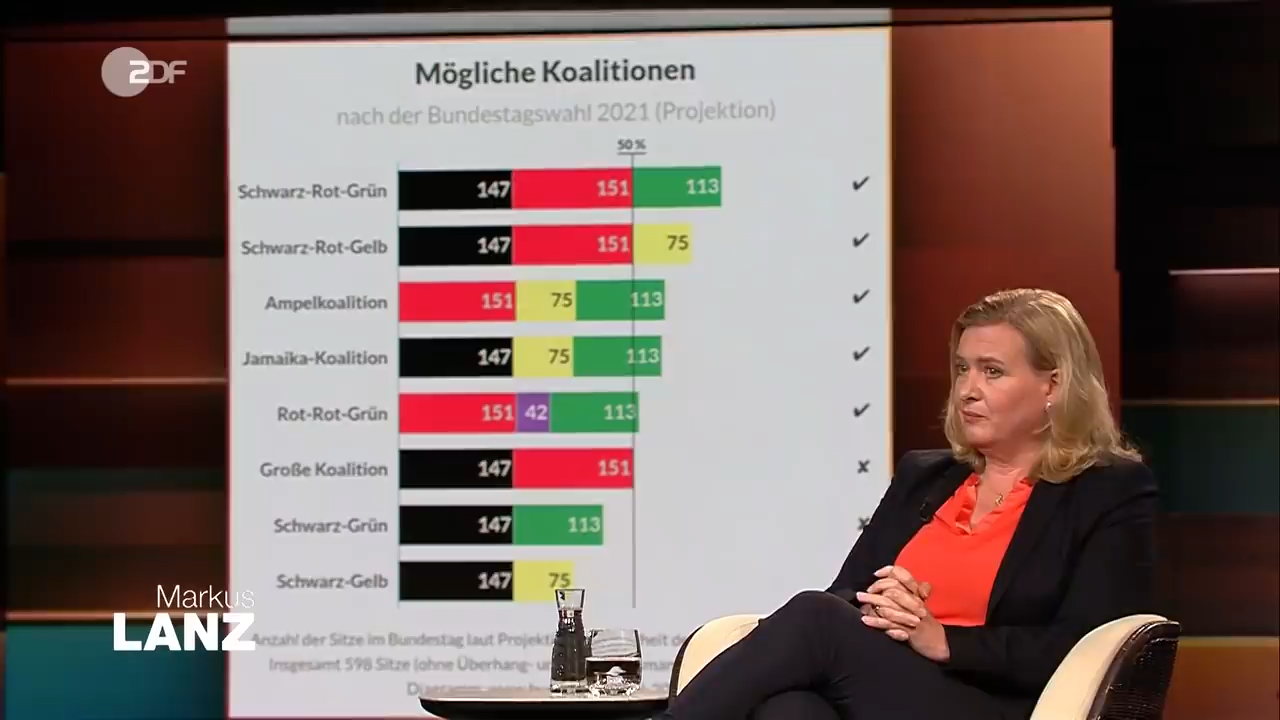 ZDF
Mögliche Koalitionen
nach der Bundestagswahl 2021 (Projektion)
50 %
Schwarz-Rot-Grün 147 151 113 ✔
Schwarz-Rot-Gelb 147 151 75 ✔
Ampelkoalition 151 75 113 ✔
Jamaika-Koalition 147 75 113 ✔
Rot-Rot-Grün 151 42 113 ✔
Große Koalition 147 151 ✘
Schwarz-Grün 147 113 ✘
Schwarz-Gelb 147 75
Markus
LANZ
Anzahl der Sitze im Bundestag laut
Insgesamt 598 Sitze (ohne Überhang-